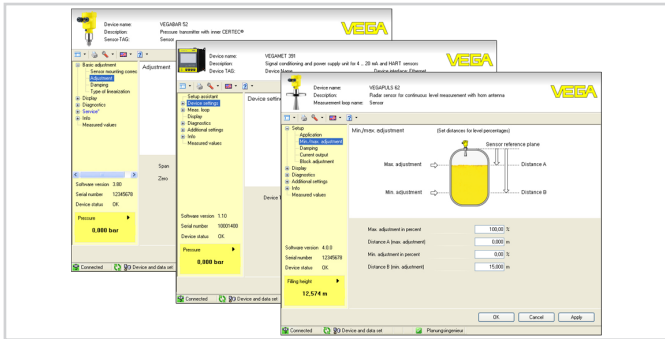 Device name: VEGABAR 52
Description: Pressure transmitter with inner CERTEC®
Sensor TAG: Sensor
VEGA
Basic adjustment
Sensor mounting correc
Adjustment
Damping
Type of linearization
Display
Diagnostics
Service
Info
Measured values
Adjustment
Span
Zero
Software version 3.80
Serial number 12345678
Device status OK
Pressure
0,000 bar
Connected
Device and data set
Device name: VEGAMET 391
Description: Signal conditioning and power supply unit for 4 .. 20 mA and HART sensors
Device TAG: Device Name Device interface Ethernet
VEGA
Setup assistant
Device settings
Meas. loop
Display
Diagnostics
Additional settings
Info
Measured values
Device settin
Device T
Software version 1.10
Serial number 10001400
Device status OK
Pressure
0,000 bar
Connected
Device and data set
Device name: VEGAPULS 62
Description: Radar sensor for continuous level measurement with horn antenna
Measurement loop name: Sensor
VEGA
Setup
Application
Min./max. adjustment
Damping
Current output
Block adjustment
Display
Diagnostics
Additional settings
Info
Measured values
Min./max. adjustment (Set distances for level percentages)
Sensor reference plane
Max. adjustment
Distance A
Min. adjustment
Distance B
Max. adjustment in percent 100,00 %
Distance A (max. adjustment) 0,000 m
Min. adjustment in percent 0,00 %
Distance B (min. adjustment) 15,000 m
Software version 4.0.0
Serial number 12345678
Device status OK
Filling height
12,574 m
OK Cancel Apply
Connected
Device and data set
Planungsingenieur